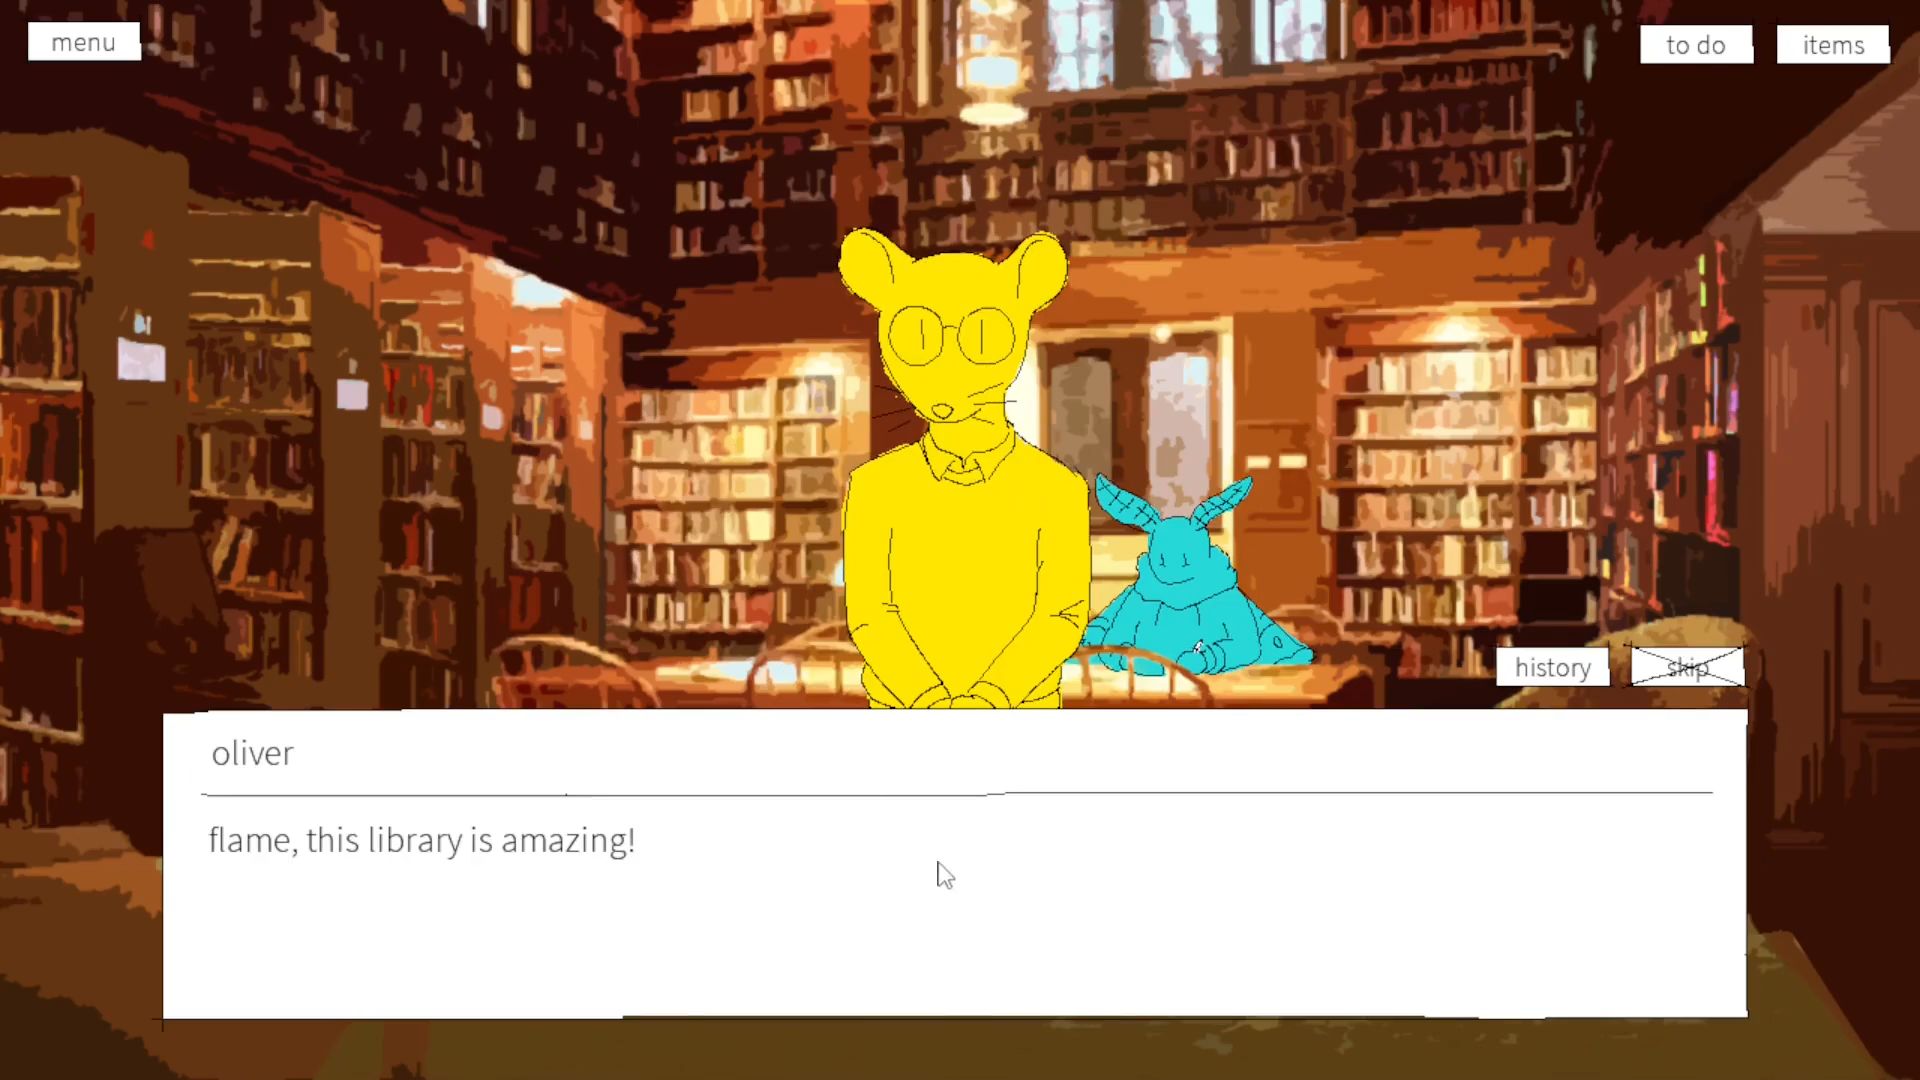 menu
to do
items
history
skip
oliver
flame, this library is amazing!